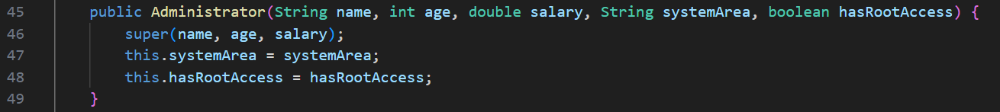 45 public Administrator(String name, int age, double salary, String systemArea, boolean hasRootAccess) {
46 super(name, age, salary);
47 this.systemArea = systemArea;
48 this.hasRootAccess = hasRootAccess;
49 }